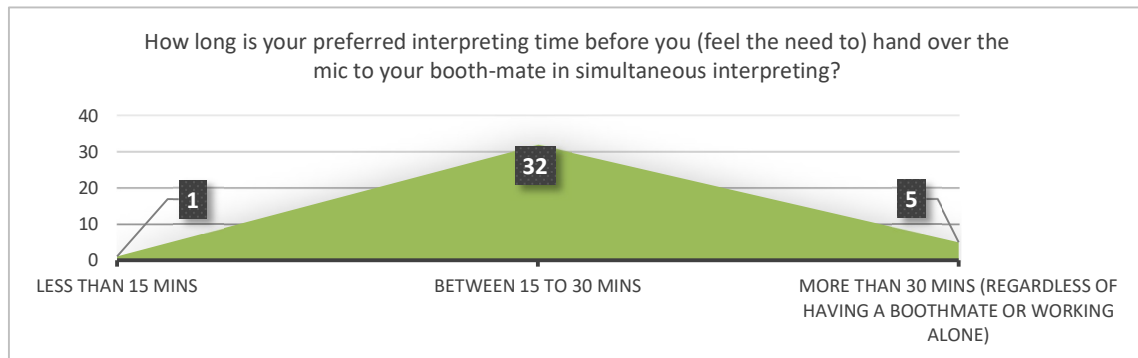 How long is your preferred interpreting time before you (feel the need to) hand over the
mic to your booth-mate in simultaneous interpreting?
40
30
20
10
0
1
32
5
LESS THAN 15 MINS
BETWEEN 15 TO 30 MINS
MORE THAN 30 MINS (REGARDLESS OF
HAVING A BOOTHMATE OR WORKING
ALONE)